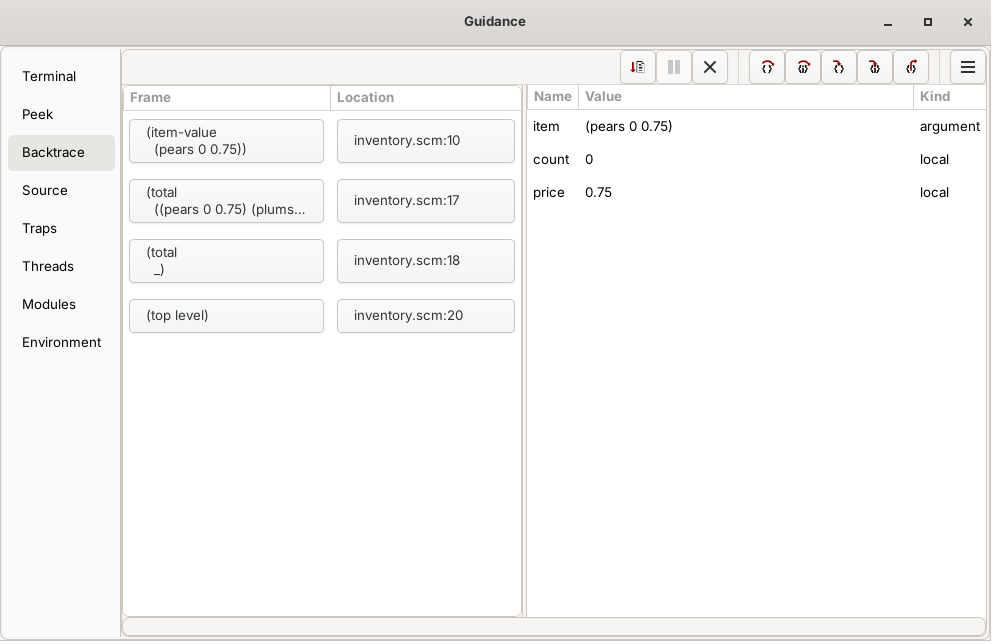 Guidance
Terminal
Peek
Backtrace
Source
Traps
Threads
Modules
Environment
Frame Location
(item-value
(pears 0 0.75)) inventory.scm:10
(total
((pears 0 0.75) (plums... inventory.scm:17
(total
_) inventory.scm:18
(top level) inventory.scm:20
Name Value Kind
item (pears 0 0.75) argument
count 0 local
price 0.75 local